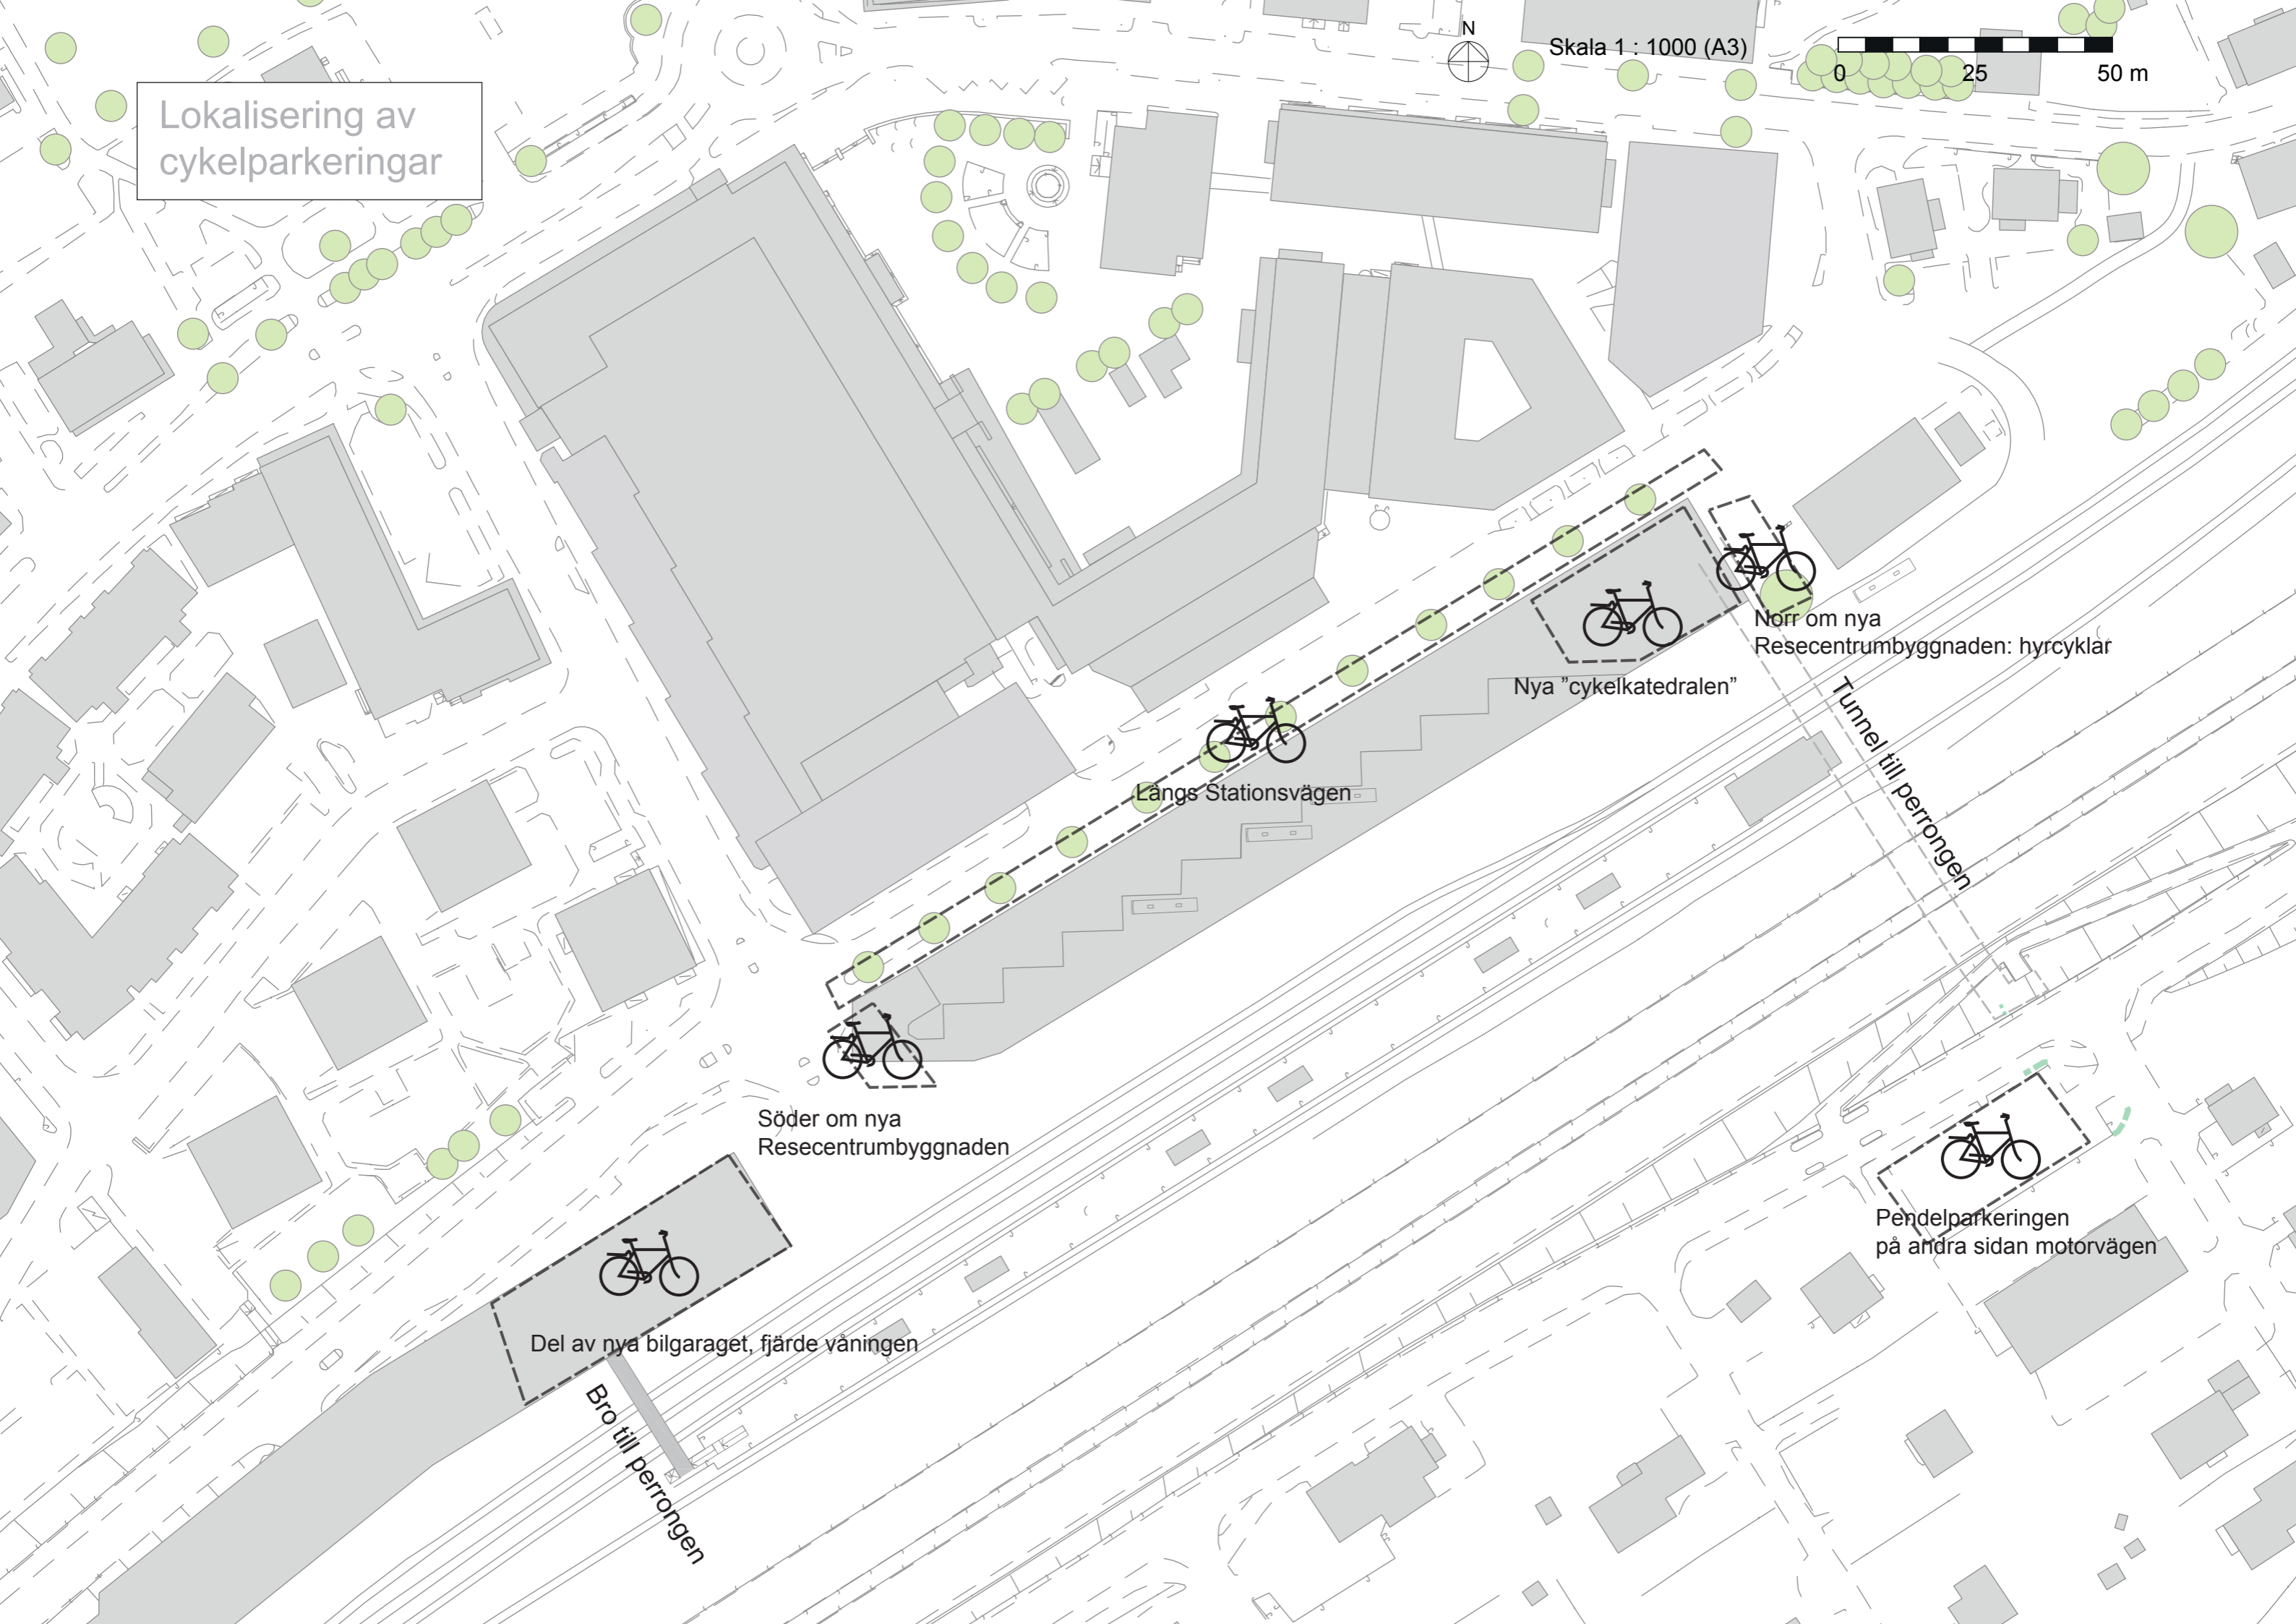 N
Skala 1 : 1000 (A3)
0
25
50 m
Lokalisering av
cykelparkeringar
Norr om nya
Resecentrumbyggnaden: hyrcyklar
Nya ”cykelkatedralen”
Tunnel till perrongen
Längs Stationsvägen
Söder om nya
Resecentrumbyggnaden
Pendelparkeringen
på andra sidan motorvägen
Del av nya bilgaraget, fjärde våningen
Bro till perrongen